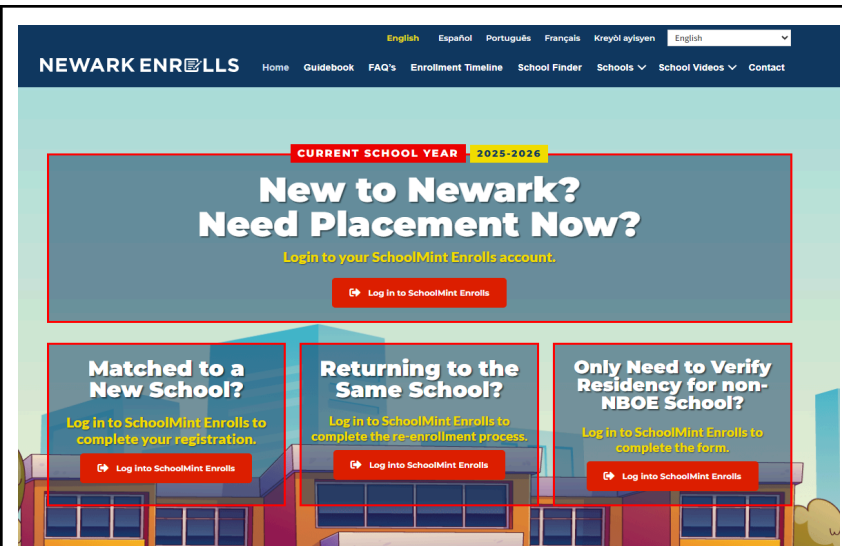 English Español Português Français Kreyòl ayisyen English
NEWARK ENROLLS
Home Guidebook FAQ's Enrollment Timeline School Finder Schools School Videos Contact
CURRENT SCHOOL YEAR 2025-2026
New to Newark?
Need Placement Now?
Login to your SchoolMint Enrolls account.
Log in to SchoolMint Enrolls
Matched to a
New School?
Log in to SchoolMint Enrolls to
complete your registration.
Log into SchoolMint Enrolls
Returning to the
Same School?
Log in to SchoolMint Enrolls to
complete the re-enrollment process.
Log into SchoolMint Enrolls
Only Need to Verify
Residency for non-
NBOE School?
Log in to SchoolMint Enrolls to
complete the form.
Log into SchoolMint Enrolls